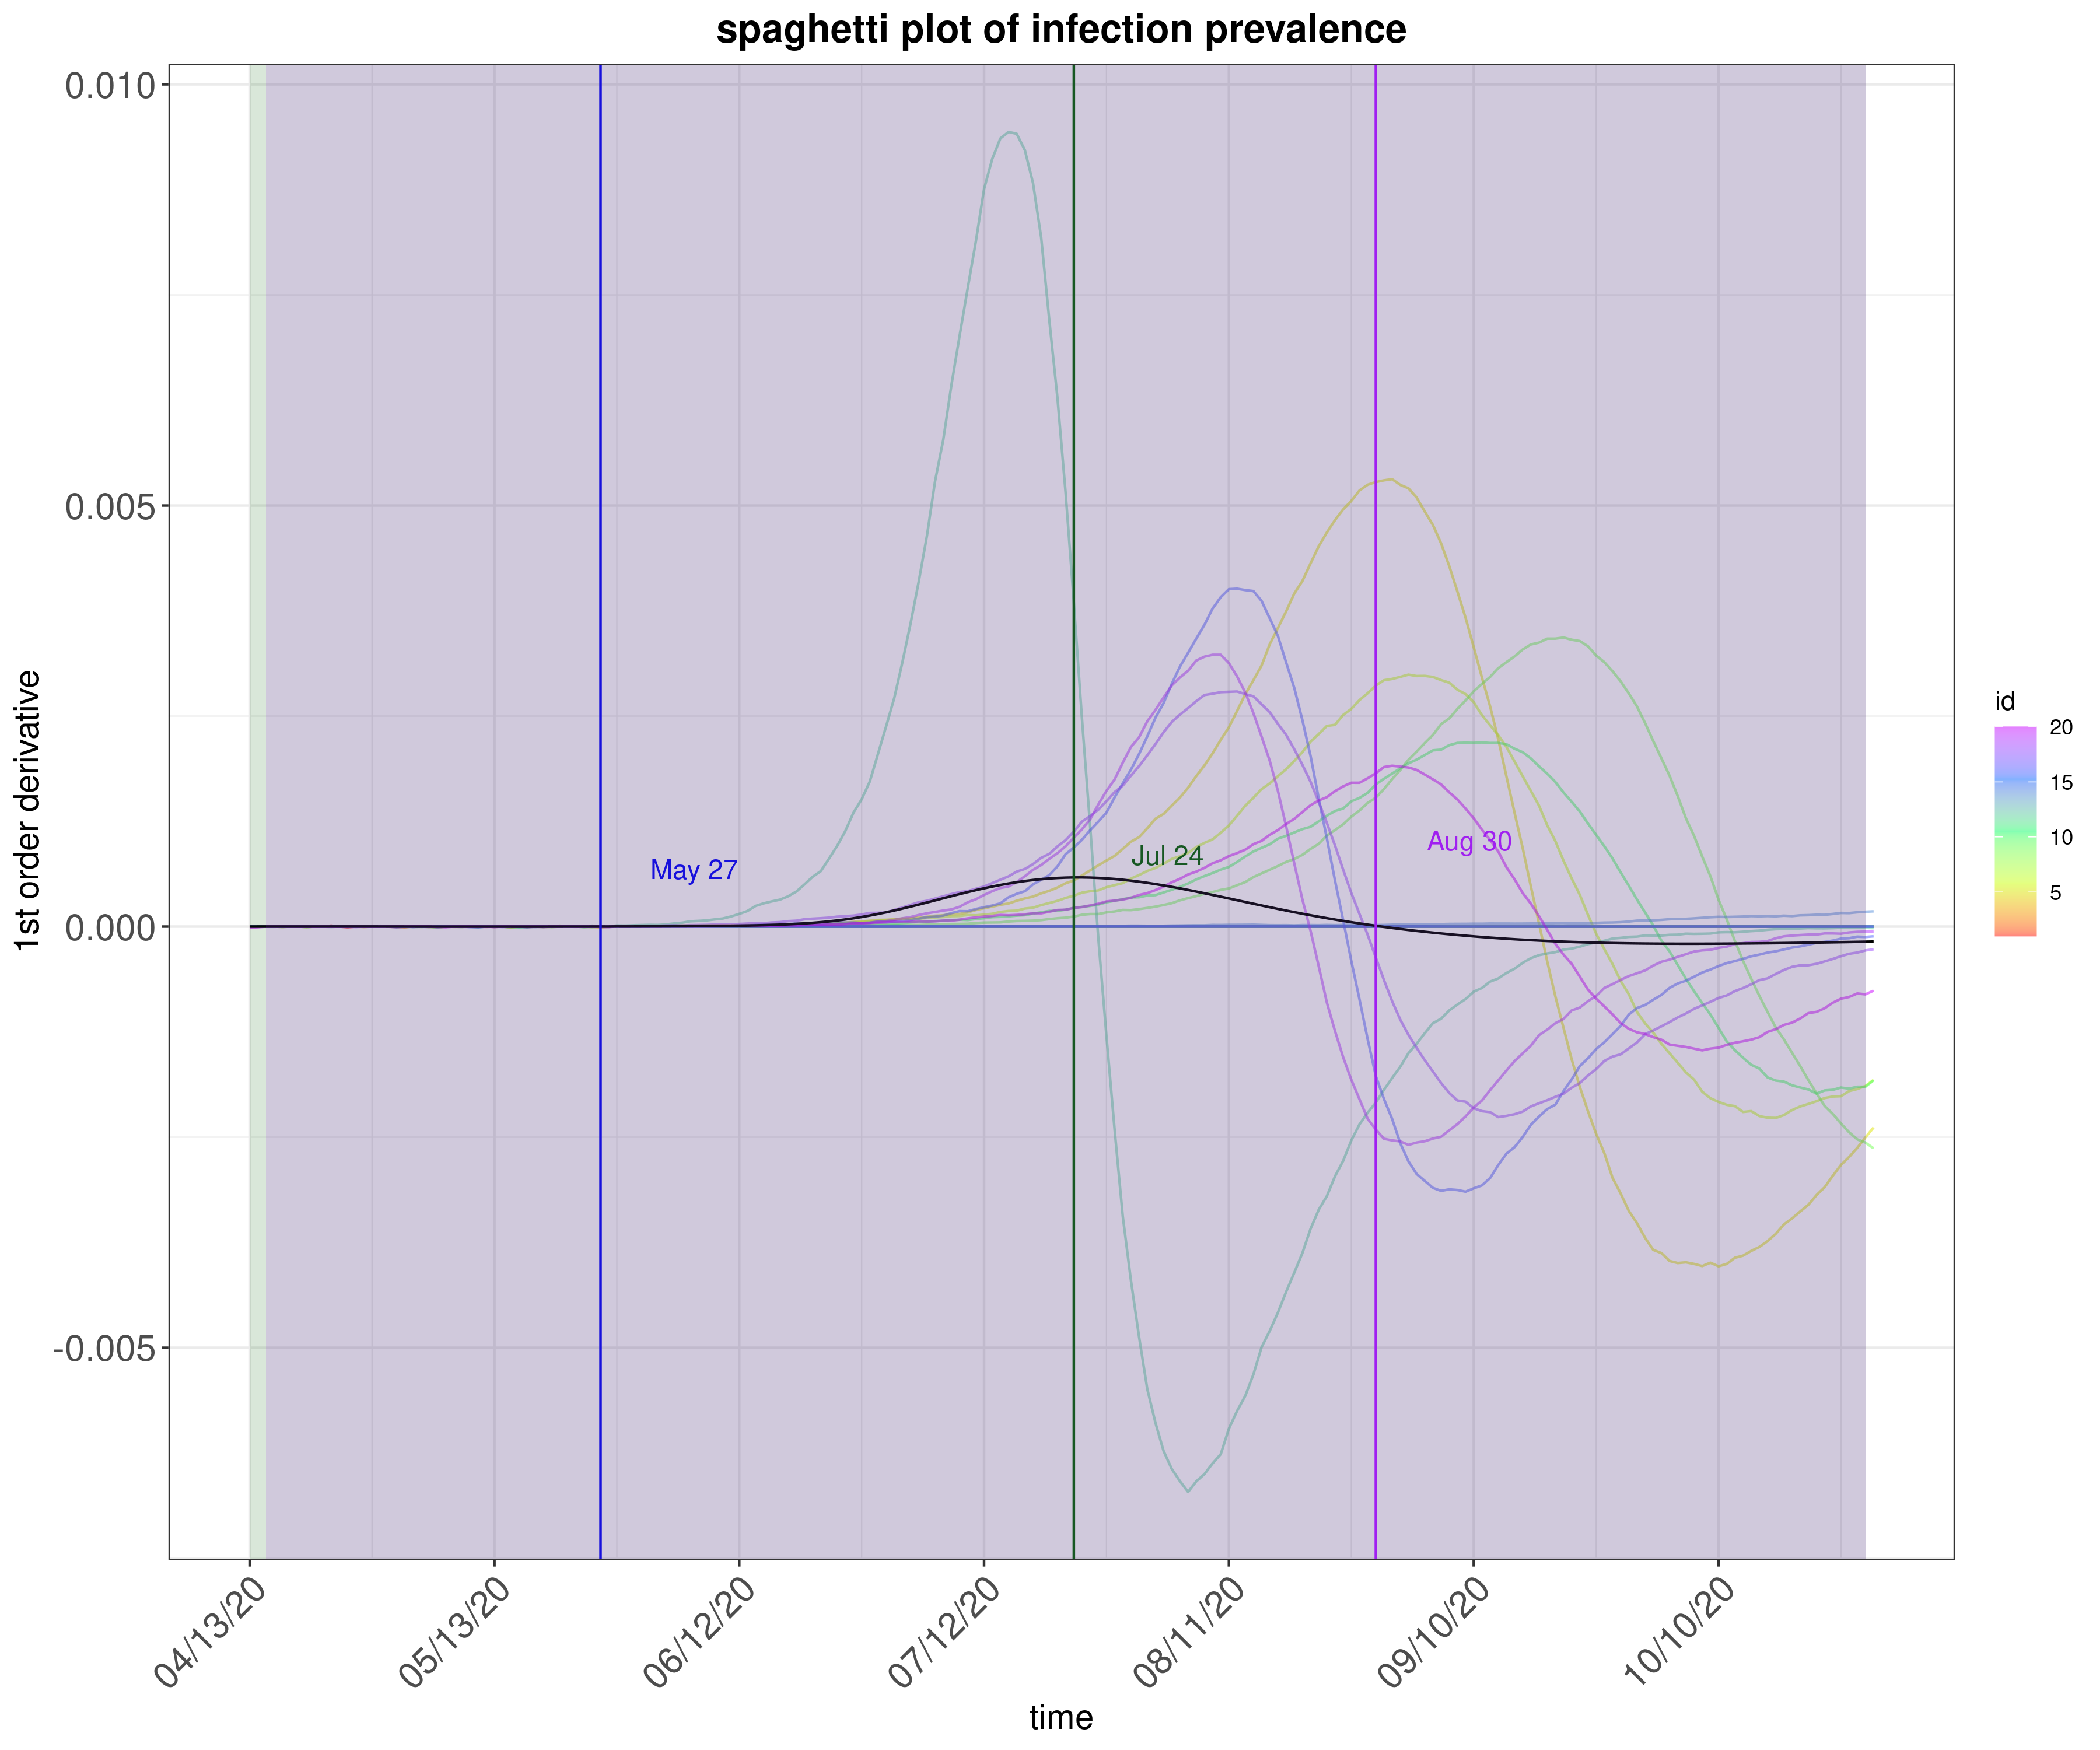 spaghetti plot of infection prevalence
0.010
0.005
0.000
-0.005
1st order derivative
May 27
Jul 24
Aug 30
id
20
15
10
5
04/13/20
05/13/20
06/12/20
07/12/20
08/11/20
09/10/20
10/10/20
time